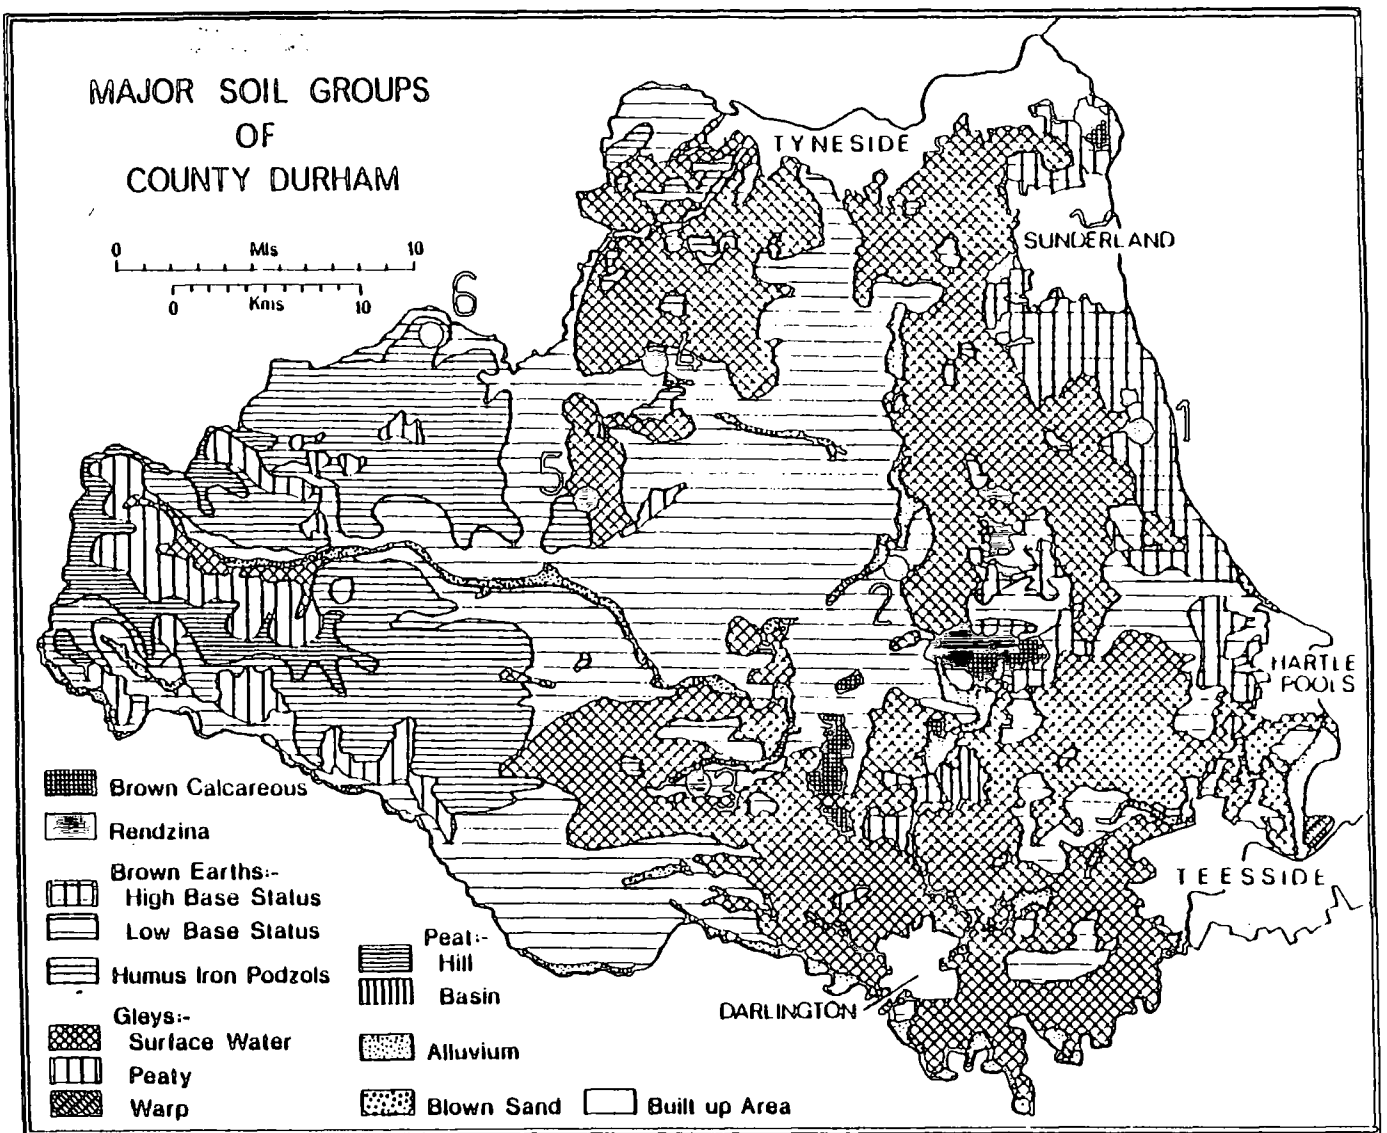 MAJOR SOIL GROUPS
OF
COUNTY DURHAM
0 Mls 10
0 Kms 10
TYNESIDE
SUNDERLAND
6
4
1
5
2
HARTLE
POOLS
3
TEESSIDE
DARLINGTON
Brown Calcareous
Rendzina
Brown Earths:-
High Base Status
Low Base Status
Humus Iron Podzols
Gleys:-
Surface Water
Peaty
Warp
Peat:-
Hill
Basin
Alluvium
Blown Sand
Built up Area